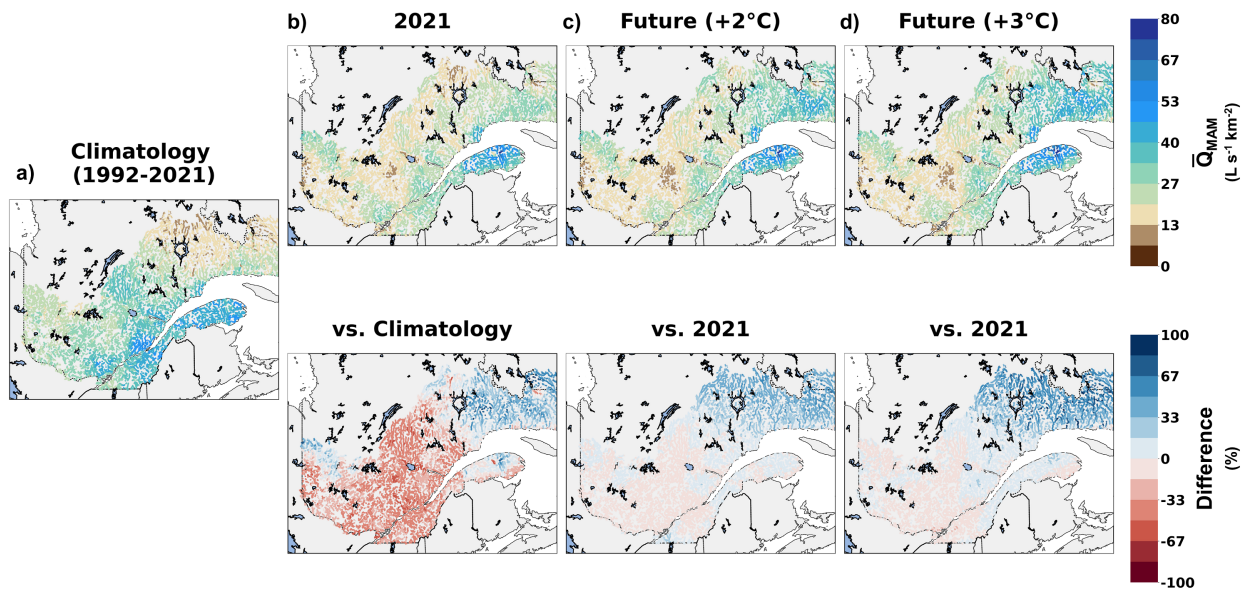 b)
2021
c)
Future (+2°C)
d)
Future (+3°C)
80
67
53
40
27
13
0
Q̅MAM
(L s⁻¹ km⁻²)
a)
Climatology
(1992-2021)
vs. Climatology
vs. 2021
vs. 2021
100
67
33
0
-33
-67
-100
Difference
(%)